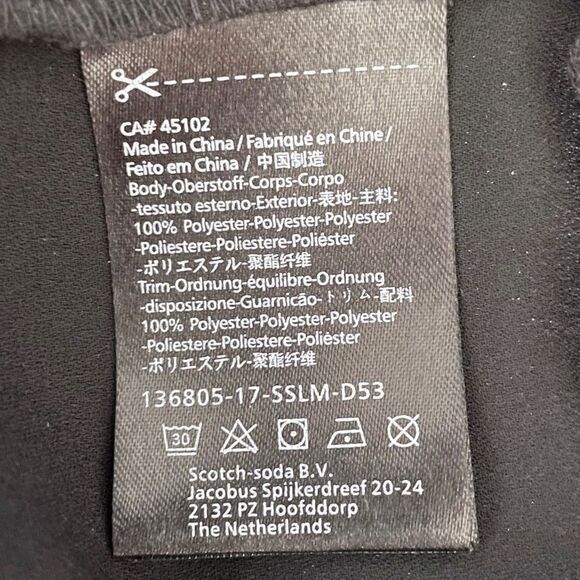 CA# 45102
Made in China / Fabriqué en Chine /
Feito em China / 中国制造
Body-Oberstoff-Corps-Corpo
-tessuto esterno-Exterior-表地-主料:
100% Polyester-Polyester-Polyester
-Poliestere-Poliestere-Poliéster
-ポリエステル-聚酯纤维
Trim-Ordnung-équilibre-Ordnung
-disposizione-Guarnicão-トリム-配料
100% Polyester-Polyester-Polyester
-Poliestere-Poliestere-Poliéster
-ポリエステル-聚酯纤维
136805-17-SSLM-D53
30
Scotch-soda B.V.
Jacobus Spijkerdreef 20-24
2132 PZ Hoofddorp
The Netherlands